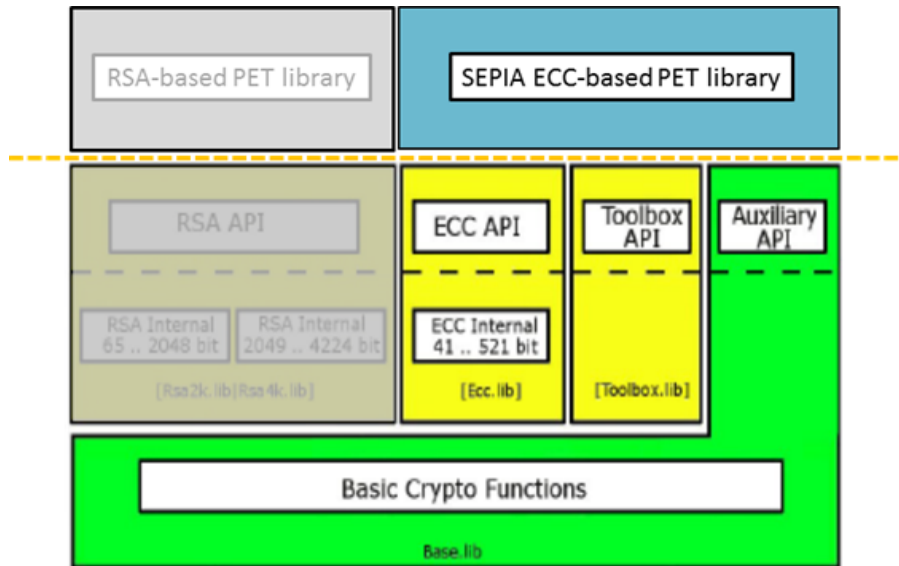 RSA-based PET library
SEPIA ECC-based PET library
RSA API
ECC API
Toolbox
API
Auxiliary
API
RSA Internal
65 .. 2048 bit
RSA Internal
2049 .. 4224 bit
ECC Internal
41 .. 521 bit
[Rsa2k.lib|Rsa4k.lib]
[Ecc.lib]
[Toolbox.lib]
Basic Crypto Functions
Base.lib